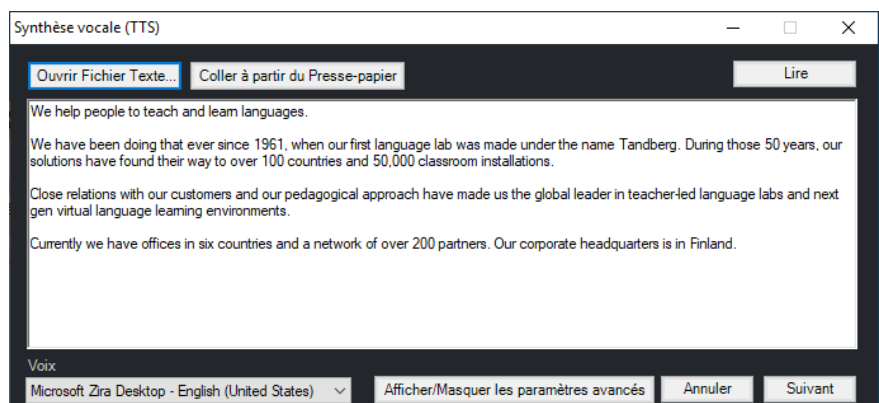 Synthèse vocale (TTS)
Ouvrir Fichier Texte... Coller à partir du Presse-papier Lire
We help people to teach and learn languages.
We have been doing that ever since 1961, when our first language lab was made under the name Tandberg. During those 50 years, our
solutions have found their way to over 100 countries and 50,000 classroom installations.
Close relations with our customers and our pedagogical approach have made us the global leader in teacher-led language labs and next
gen virtual language learning environments.
Currently we have offices in six countries and a network of over 200 partners. Our corporate headquarters is in Finland.
Voix
Microsoft Zira Desktop - English (United States) Afficher/Masquer les paramètres avancés Annuler Suivant